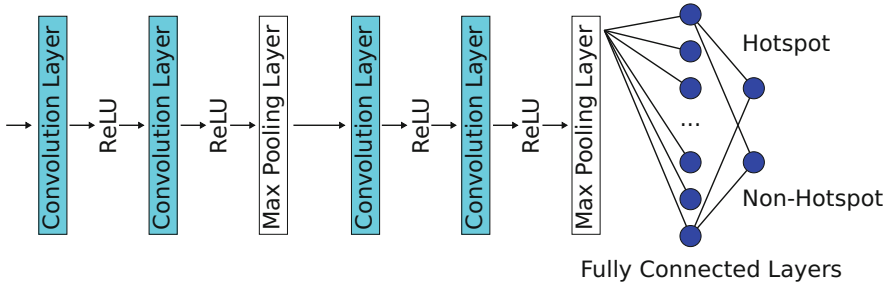 Convolution Layer
ReLU
Convolution Layer
ReLU
Max Pooling Layer
Convolution Layer
ReLU
Convolution Layer
ReLU
Max Pooling Layer
...
Hotspot
Non-Hotspot
Fully Connected Layers